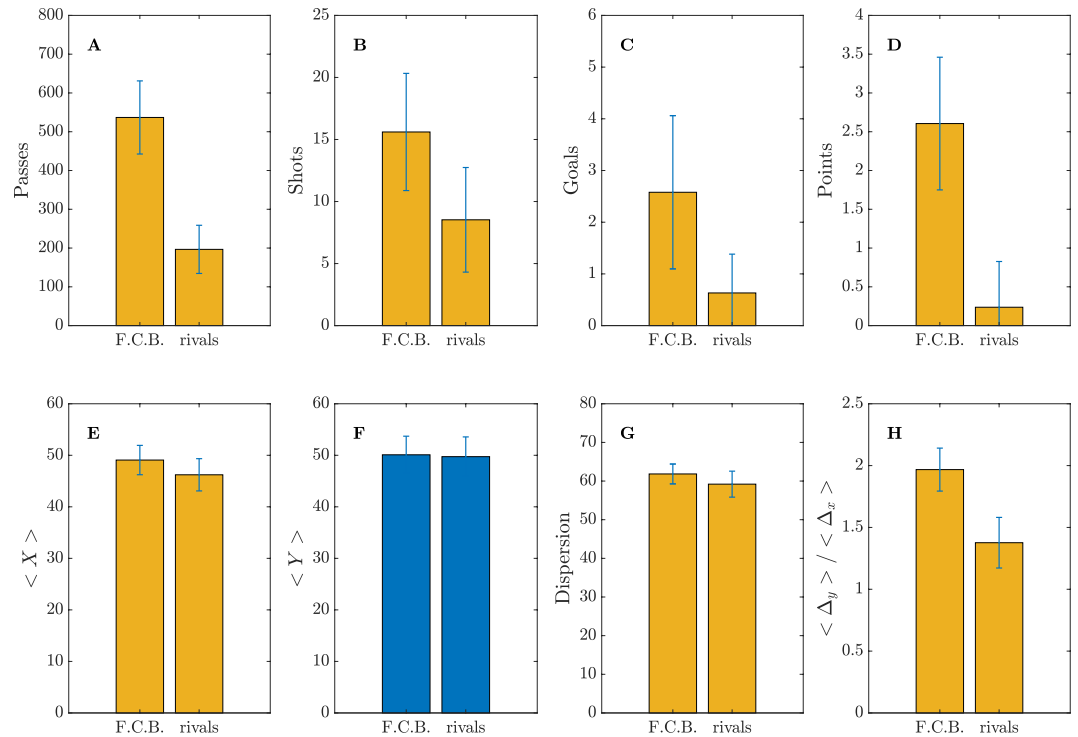 A
Passes
800
700
600
500
400
300
200
100
0
F.C.B. rivals
B
Shots
25
20
15
10
5
0
F.C.B. rivals
C
Goals
6
5
4
3
2
1
0
F.C.B. rivals
D
Points
4
3.5
3
2.5
2
1.5
1
0.5
0
F.C.B. rivals
E
< X >
60
50
40
30
20
10
0
F.C.B. rivals
F
< Y >
60
50
40
30
20
10
0
F.C.B. rivals
G
Dispersion
80
70
60
50
40
30
20
10
0
F.C.B. rivals
H
< Δy > / < Δx >
2.5
2
1.5
1
0.5
0
F.C.B. rivals